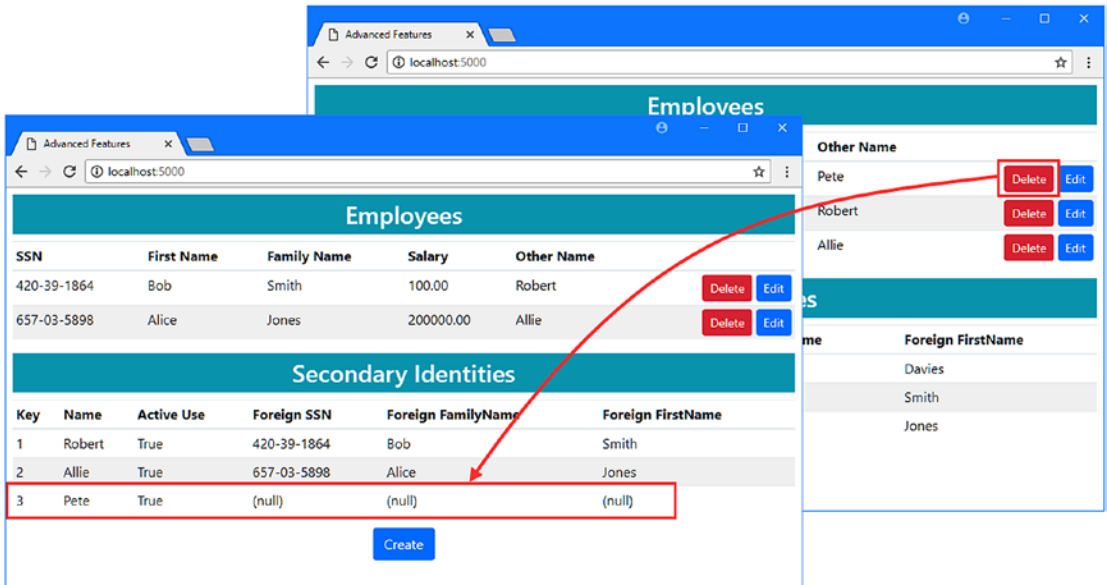 Advanced Features
localhost:5000
Employees
Other Name
Pete Delete Edit
Robert Delete Edit
Allie Delete Edit
es
me Foreign FirstName
Davies
Smith
Jones
Advanced Features
localhost:5000
Employees
SSN First Name Family Name Salary Other Name
420-39-1864 Bob Smith 100.00 Robert Delete Edit
657-03-5898 Alice Jones 200000.00 Allie Delete Edit
Secondary Identities
Key Name Active Use Foreign SSN Foreign FamilyName Foreign FirstName
1 Robert True 420-39-1864 Bob Smith
2 Allie True 657-03-5898 Alice Jones
3 Pete True (null) (null) (null)
Create